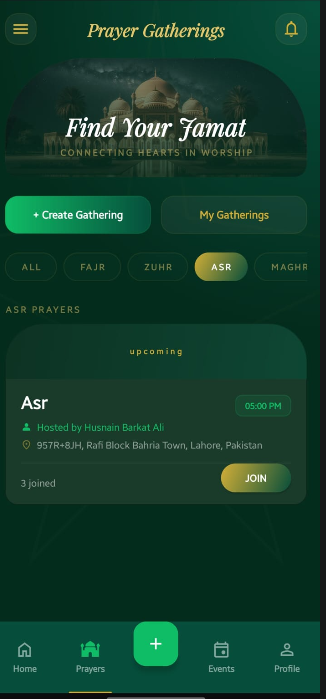 Prayer Gatherings
Find Your Jamat
CONNECTING HEARTS IN WORSHIP
+ Create Gathering
My Gatherings
ALL
FAJR
ZUHR
ASR
MAGHR
ASR PRAYERS
upcoming
Asr
05:00 PM
Hosted by Husnain Barkat Ali
957R+8JH, Rafi Block Bahria Town, Lahore, Pakistan
3 joined
JOIN
+
Home
Prayers
Events
Profile